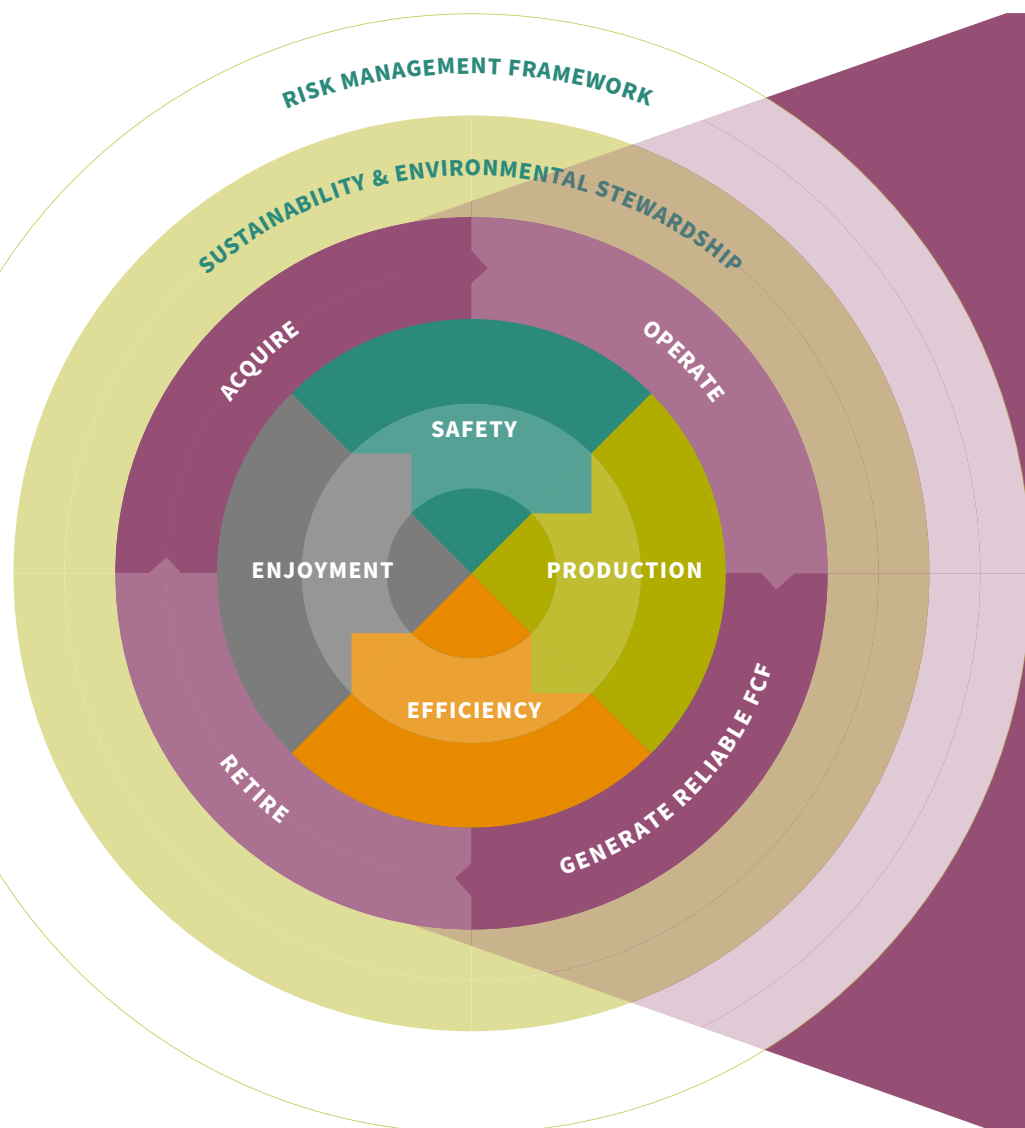 RISK MANAGEMENT FRAMEWORK
SUSTAINABILITY & ENVIRONMENTAL STEWARDSHIP
ACQUIRE
OPERATE
SAFETY
ENJOYMENT
PRODUCTION
EFFICIENCY
RETIRE
GENERATE RELIABLE FCF